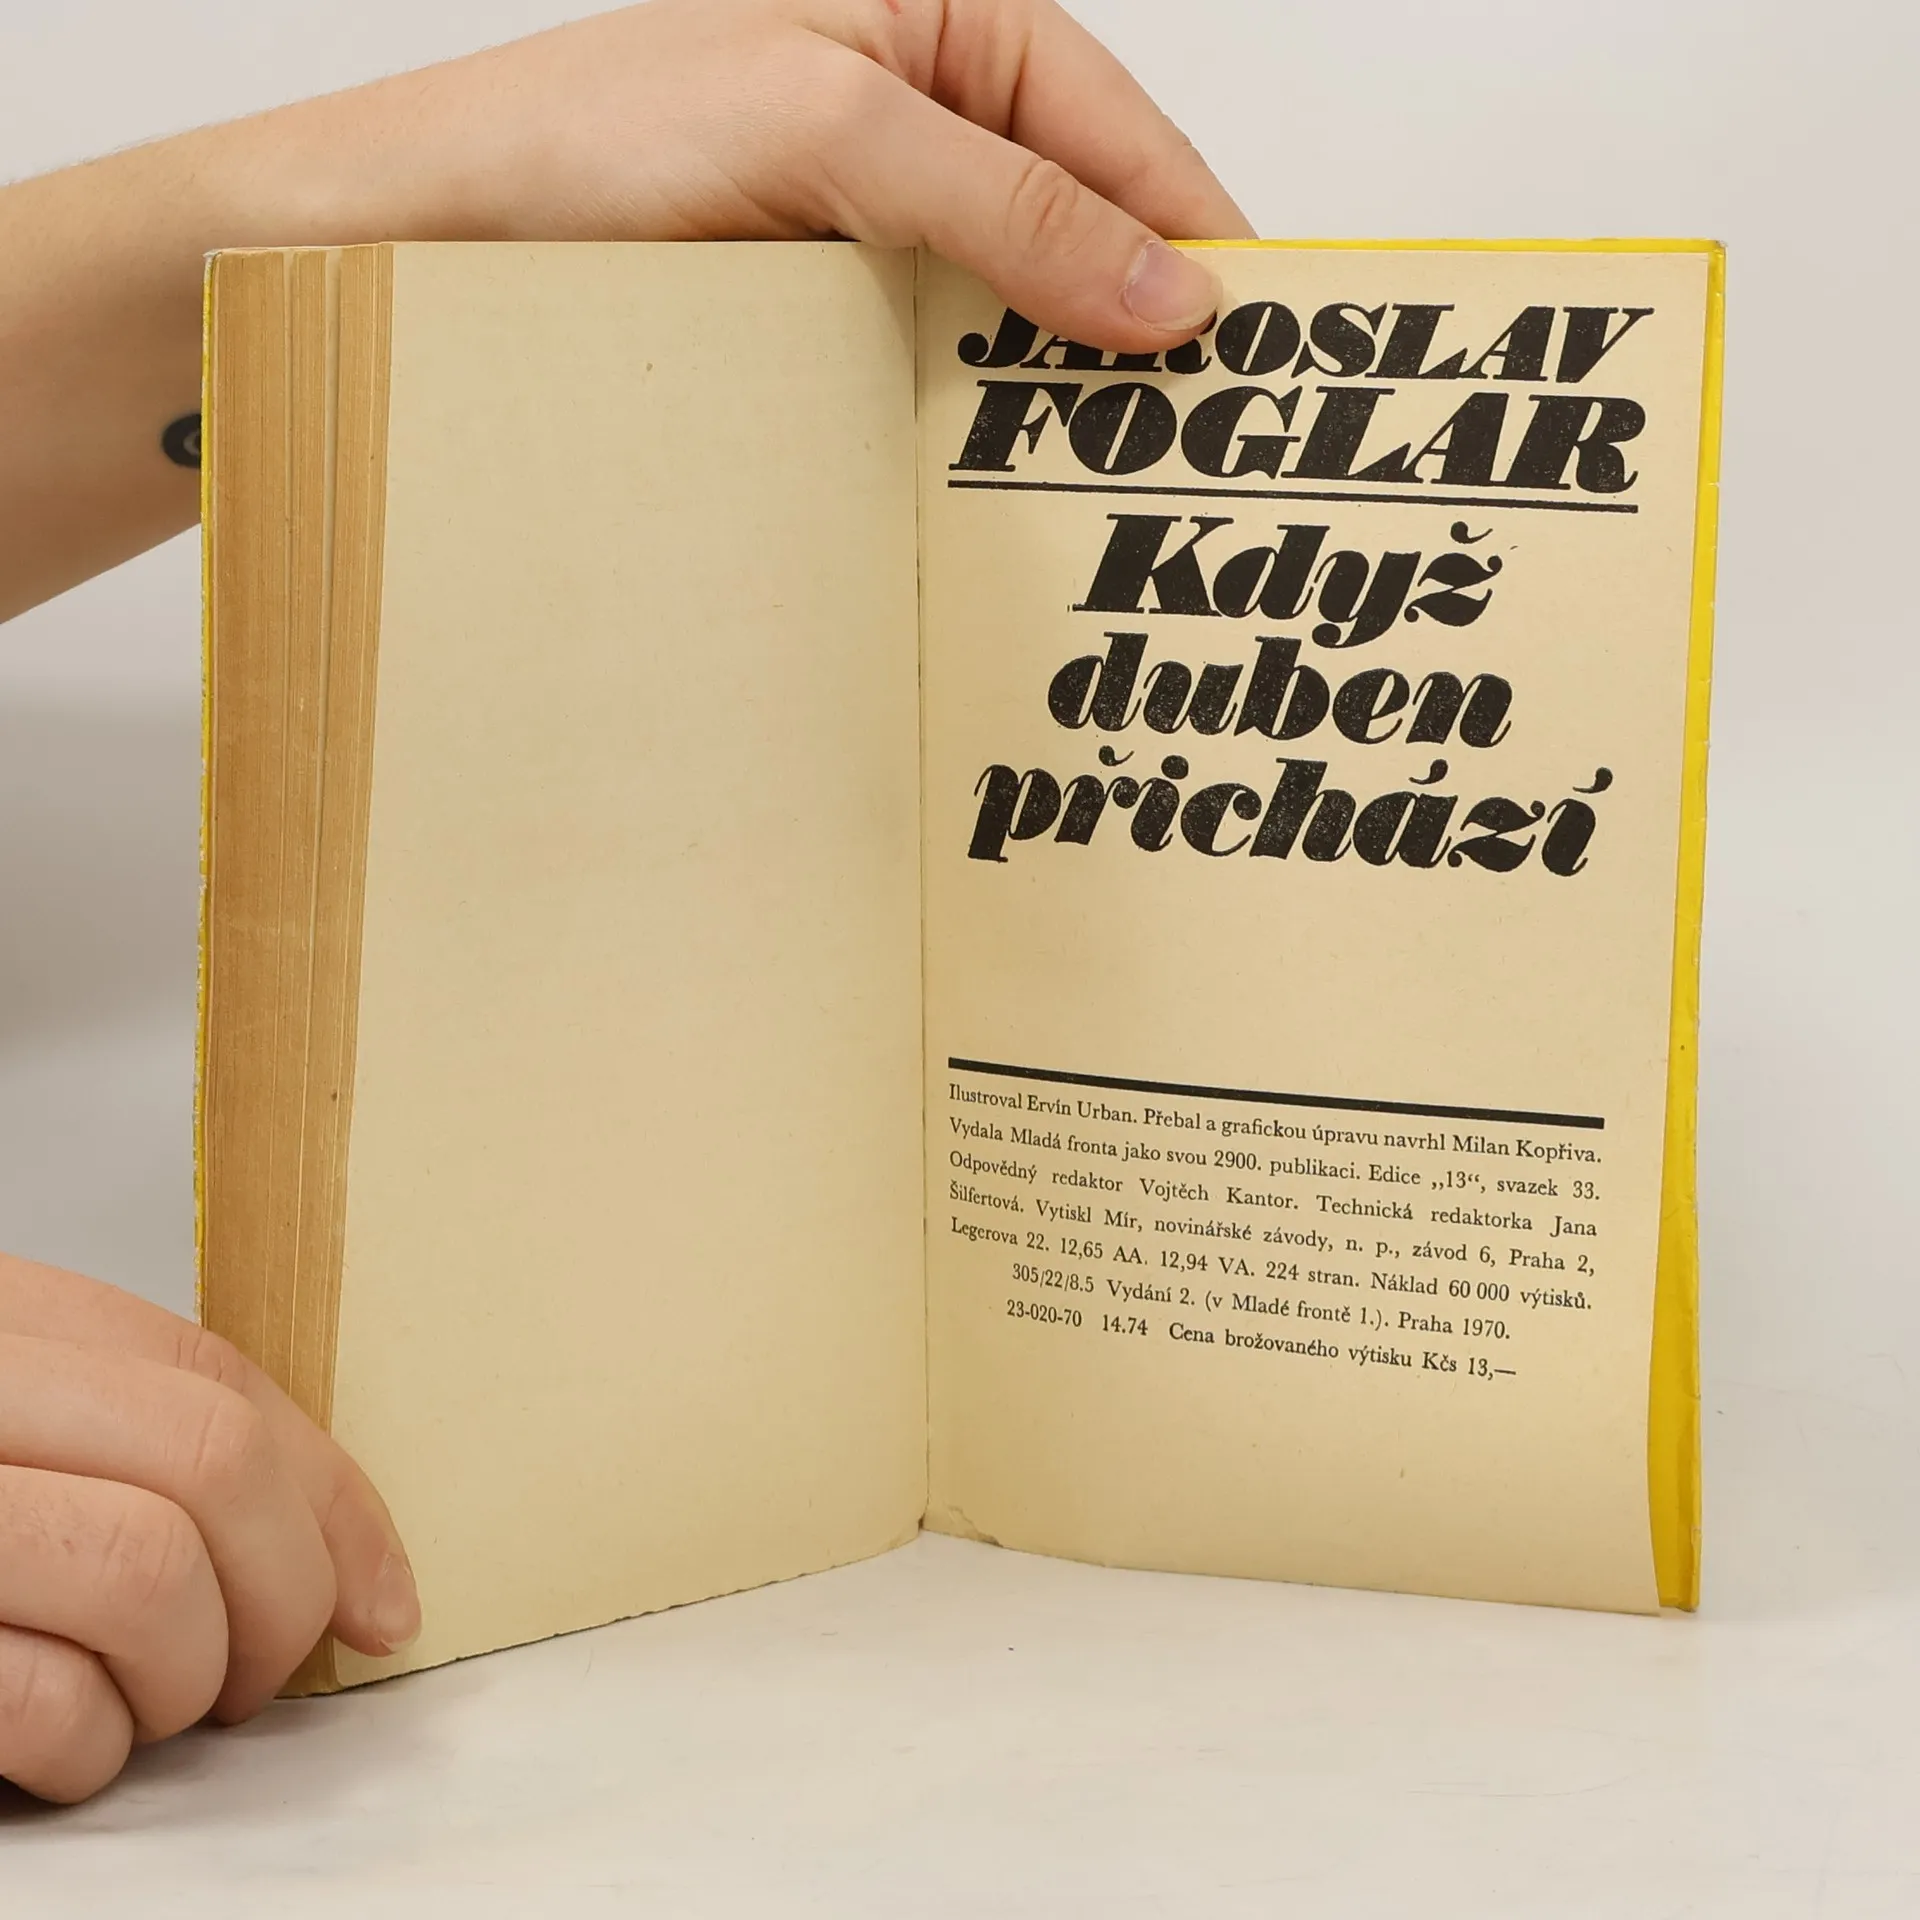 JAROSLAV
FOGLAR
Když
duben
přichází
Ilustroval Ervín Urban. Přebal a grafickou úpravu navrhl Milan Kopřiva.
Vydala Mladá fronta jako svou 2900. publikaci. Edice „13“, svazek 33.
Odpovědný redaktor Vojtěch Kantor. Technická redaktorka Jana
Šilfertová. Vytiskl Mír, novinářské závody, n. p., závod 6, Praha 2,
Legerova 22. 12,65 AA. 12,94 VA. 224 stran. Náklad 60 000 výtisků.
305/22/8.5 Vydání 2. (v Mladé frontě 1.). Praha 1970.
23-020-70 14.74 Cena brožovaného výtisku Kčs 13,—